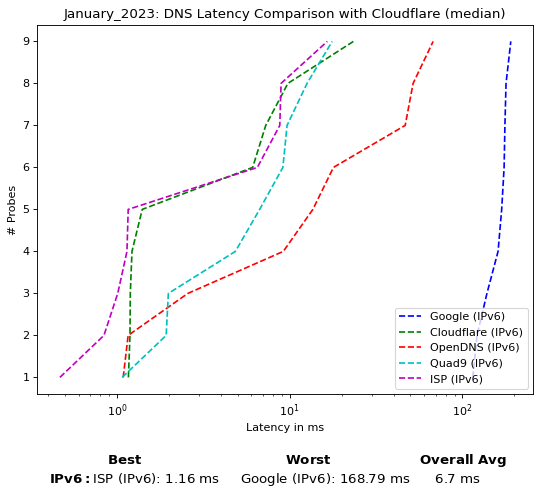 January_2023: DNS Latency Comparison with Cloudflare (median)
9
8
7
6
5
4
3
2
1
# Probes
Google (IPv6)
Cloudflare (IPv6)
OpenDNS (IPv6)
Quad9 (IPv6)
ISP (IPv6)
10⁰ 10¹ 10²
Latency in ms
Best Worst Overall Avg
IPv6: ISP (IPv6): 1.16 ms Google (IPv6): 168.79 ms 6.7 ms